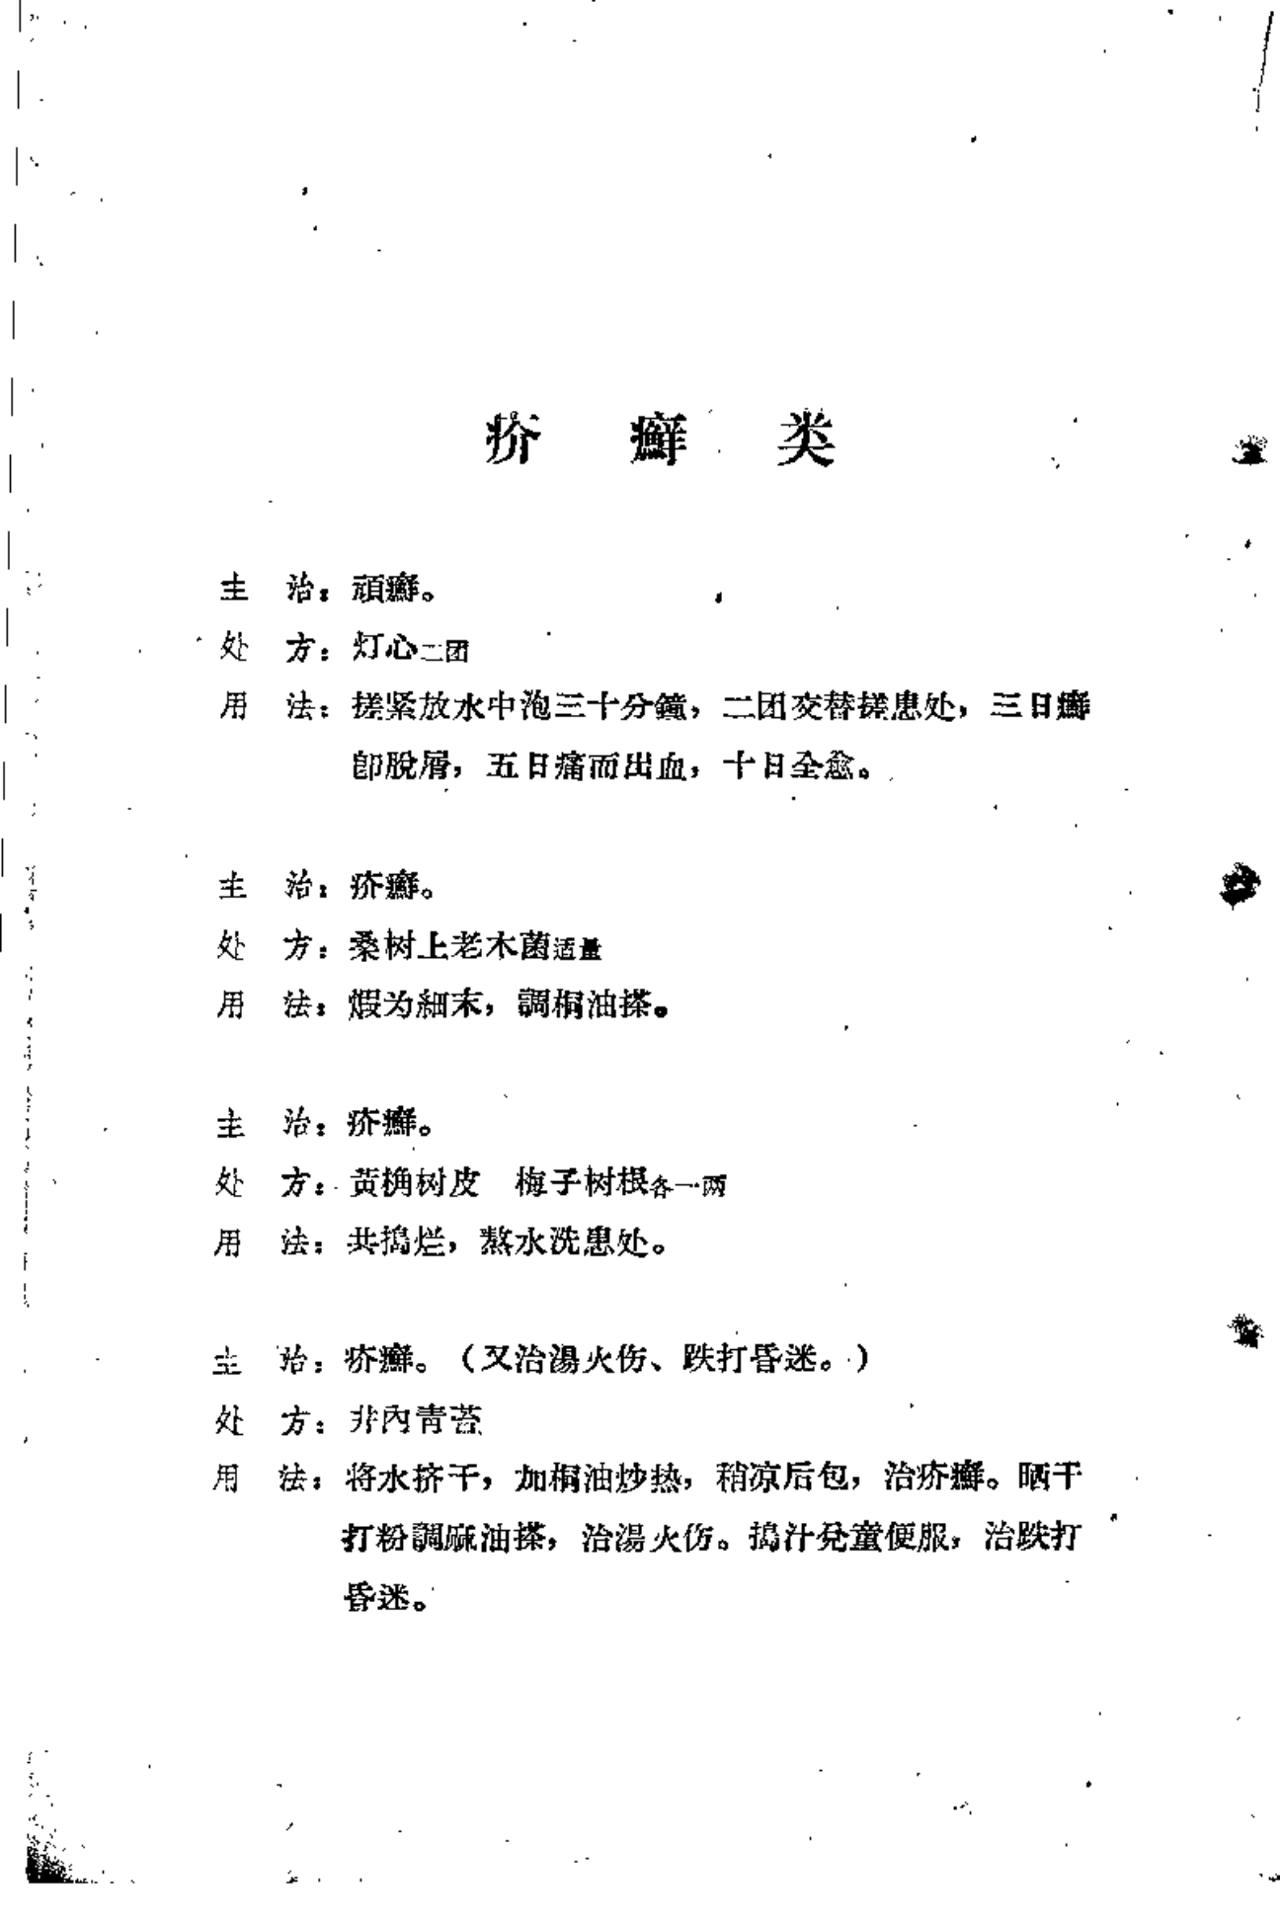 疥 癬 类
主 治：頑癬。
处 方：灯心二团
用 法：搓紧放水中泡三十分鐘，二团交替搓患处，三日癬
卽脫屑，五日痛而出血，十日全愈。
主 治：疥癬。
处 方：桑树上老木菌适量
用 法：煅为細末，調桐油搽。
主 治：疥癬。
处 方：黃桷树皮 梅子树根各一两
用 法：共搗烂，熬水洗患处。
主 治：疥癬。（又治湯火伤、跌打昏迷。）
处 方：井內青苔
用 法：将水挤干，加桐油炒热，稍凉后包，治疥癬。晒干
打粉調麻油搽，治湯火伤。搗汁兌童便服，治跌打
昏迷。